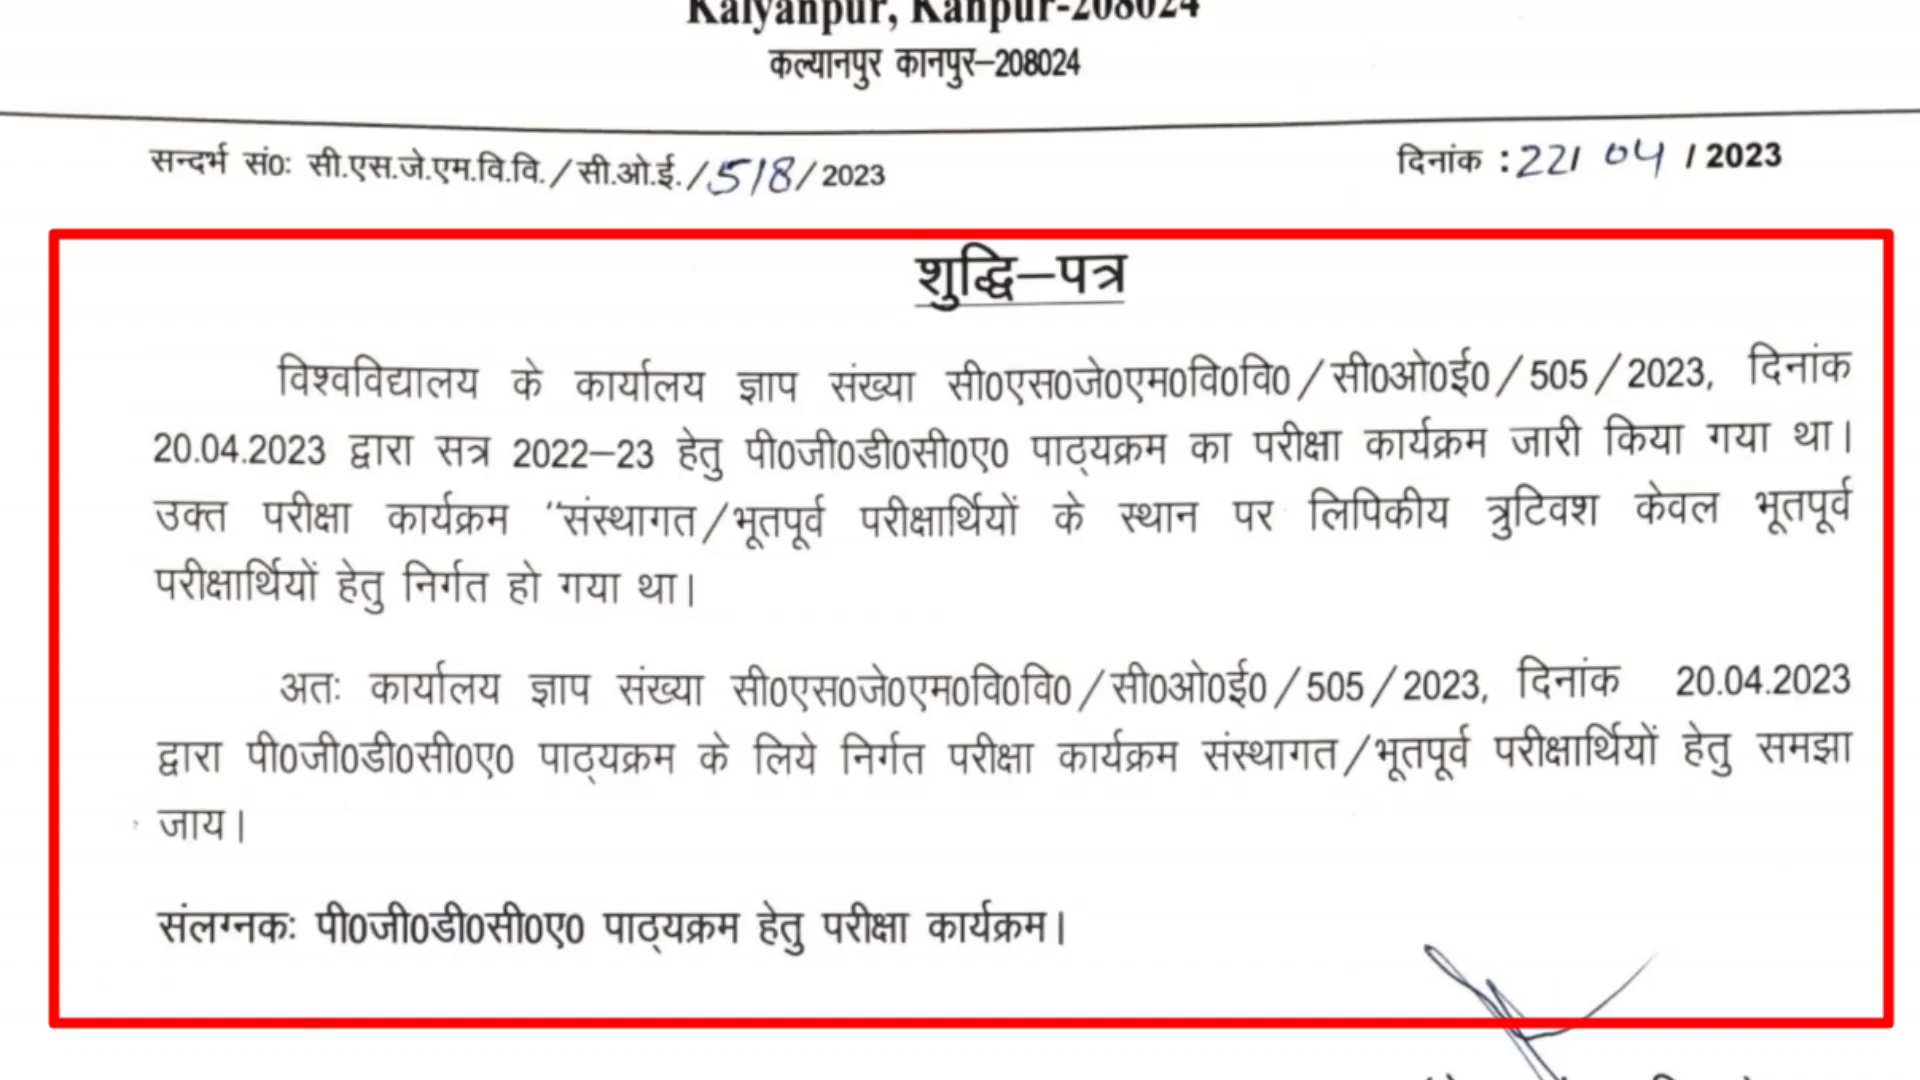 Kalyanpur, Kanpur-208024
कल्यानपुर कानपुर–208024
सन्दर्भ सं0: सी.एस.जे.एम.वि.वि./सी.ओ.ई./518/2023
दिनांक :22/ 04 / 2023
शुद्धि–पत्र
विश्वविद्यालय के कार्यालय ज्ञाप संख्या सी0एस0जे0एम0वि0वि0/सी0ओ0ई0/505/2023, दिनांक
20.04.2023 द्वारा सत्र 2022–23 हेतु पी0जी0डी0सी0ए0 पाठ्यक्रम का परीक्षा कार्यक्रम जारी किया गया था।
उक्त परीक्षा कार्यक्रम "संस्थागत/भूतपूर्व परीक्षार्थियों के स्थान पर लिपिकीय त्रुटिवश केवल भूतपूर्व
परीक्षार्थियों हेतु निर्गत हो गया था।
अतः कार्यालय ज्ञाप संख्या सी0एस0जे0एम0वि0वि0/सी0ओ0ई0/505/2023, दिनांक 20.04.2023
द्वारा पी0जी0डी0सी0ए0 पाठ्यक्रम के लिये निर्गत परीक्षा कार्यक्रम संस्थागत/भूतपूर्व परीक्षार्थियों हेतु समझा
जाय।
संलग्नक: पी0जी0डी0सी0ए0 पाठ्यक्रम हेतु परीक्षा कार्यक्रम।